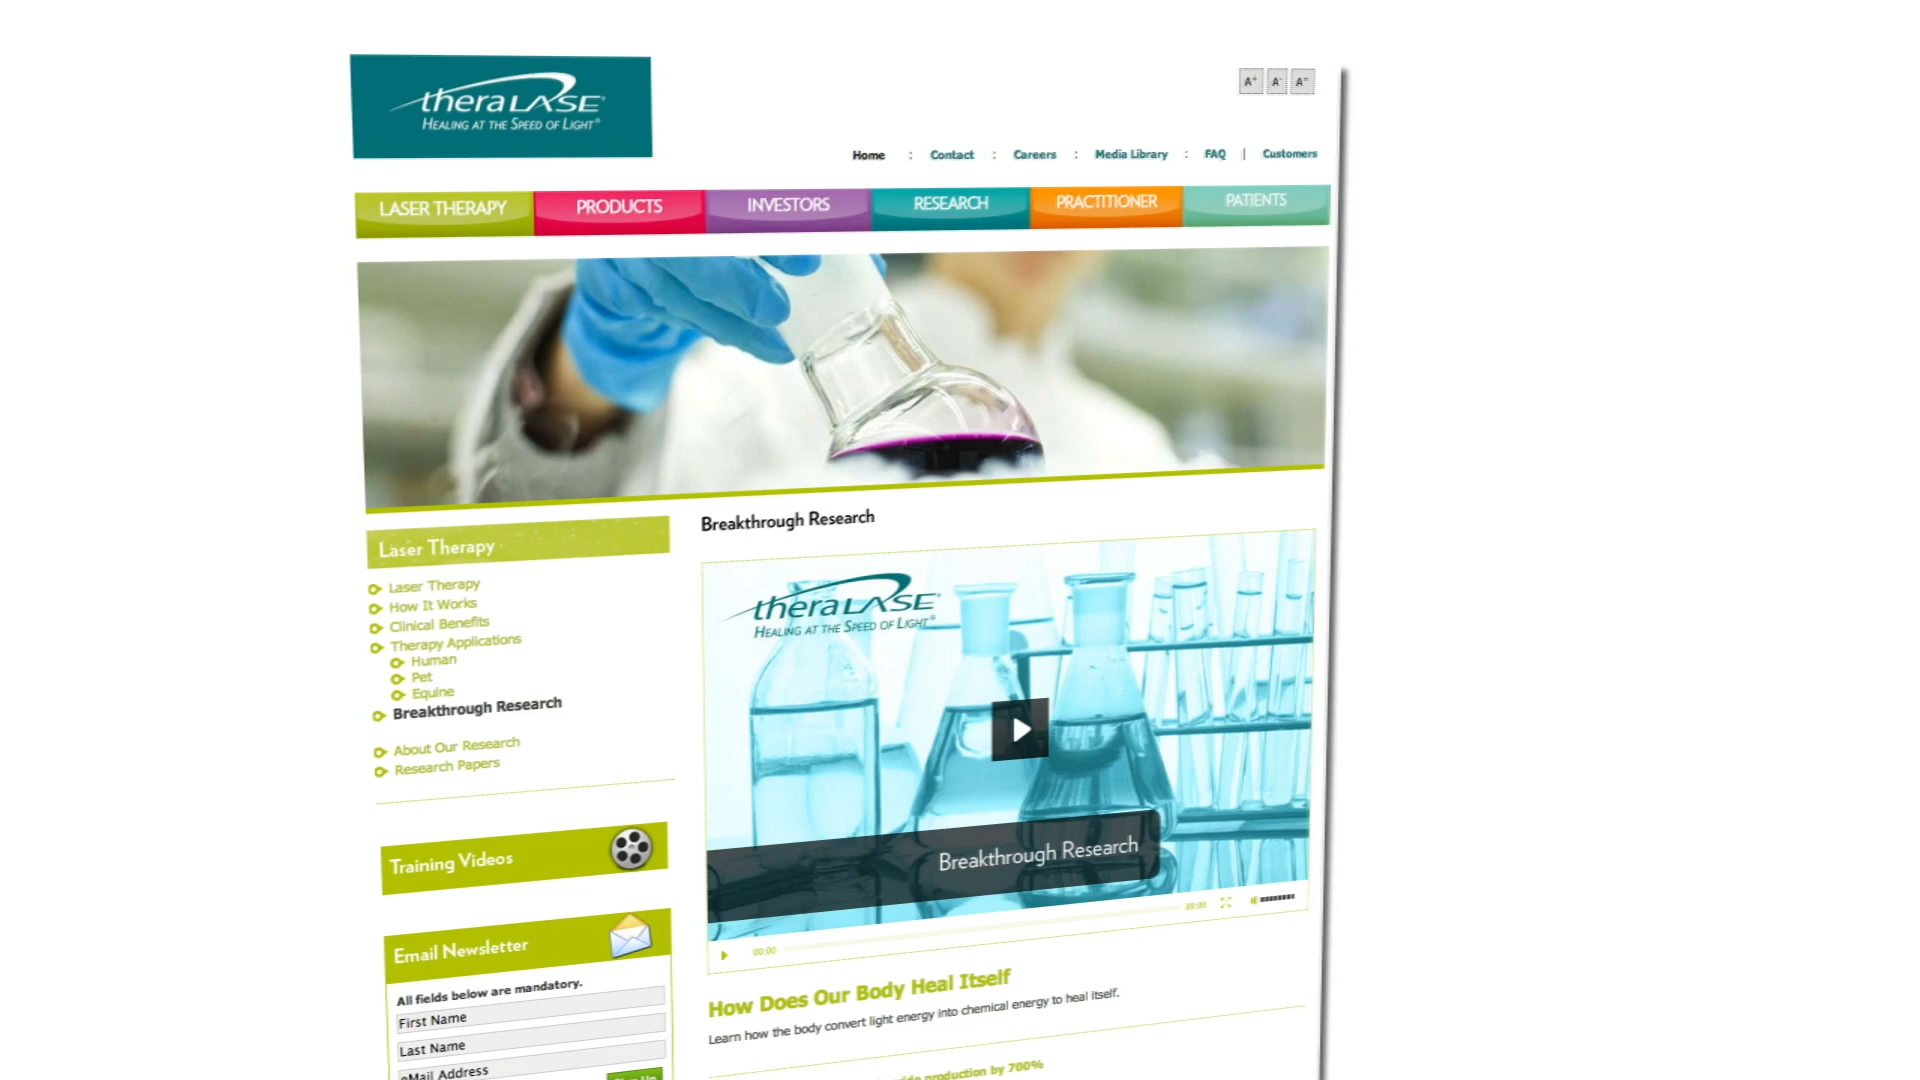 theraLASE®
HEALING AT THE SPEED OF LIGHT®
A+ A- A=
Home : Contact : Careers : Media Library : FAQ | Customers
LASER THERAPY PRODUCTS INVESTORS RESEARCH PRACTITIONER PATIENTS
Laser Therapy
Laser Therapy
How It Works
Clinical Benefits
Therapy Applications
Human
Pet
Equine
Breakthrough Research
About Our Research
Research Papers
Training Videos
Email Newsletter
All fields below are mandatory.
First Name
Last Name
eMail Address
Breakthrough Research
theraLASE®
HEALING AT THE SPEED OF LIGHT®
Breakthrough Research
00:00 00:00
How Does Our Body Heal Itself
Learn how the body convert light energy into chemical energy to heal itself.
production by 700%